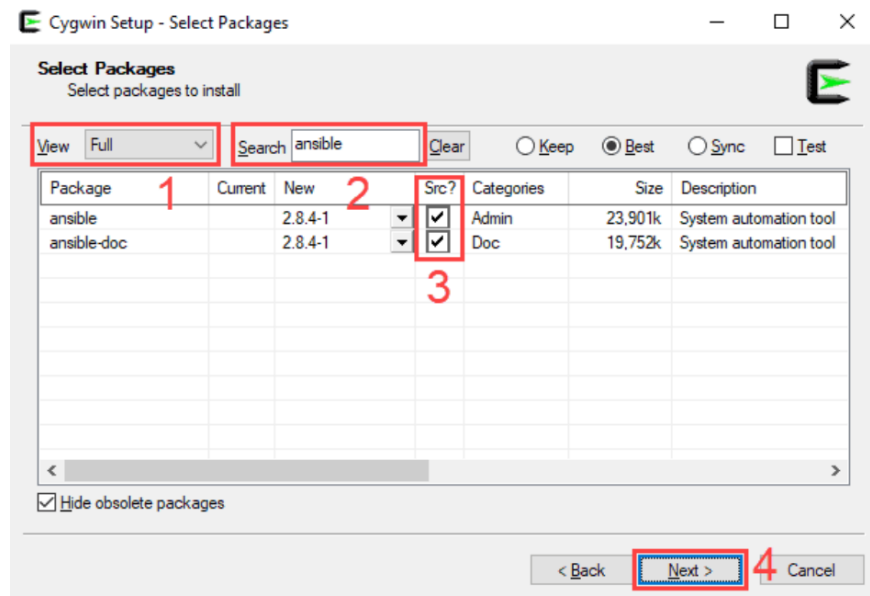 Cygwin Setup - Select Packages
Select Packages
Select packages to install
View Full Search ansible Clear Keep Best Sync Test
1 2
Package Current New Src? Categories Size Description
ansible 2.8.4-1 Admin 23,901k System automation tool
ansible-doc 2.8.4-1 Doc 19,752k System automation tool
3
Hide obsolete packages
< Back Next > 4 Cancel